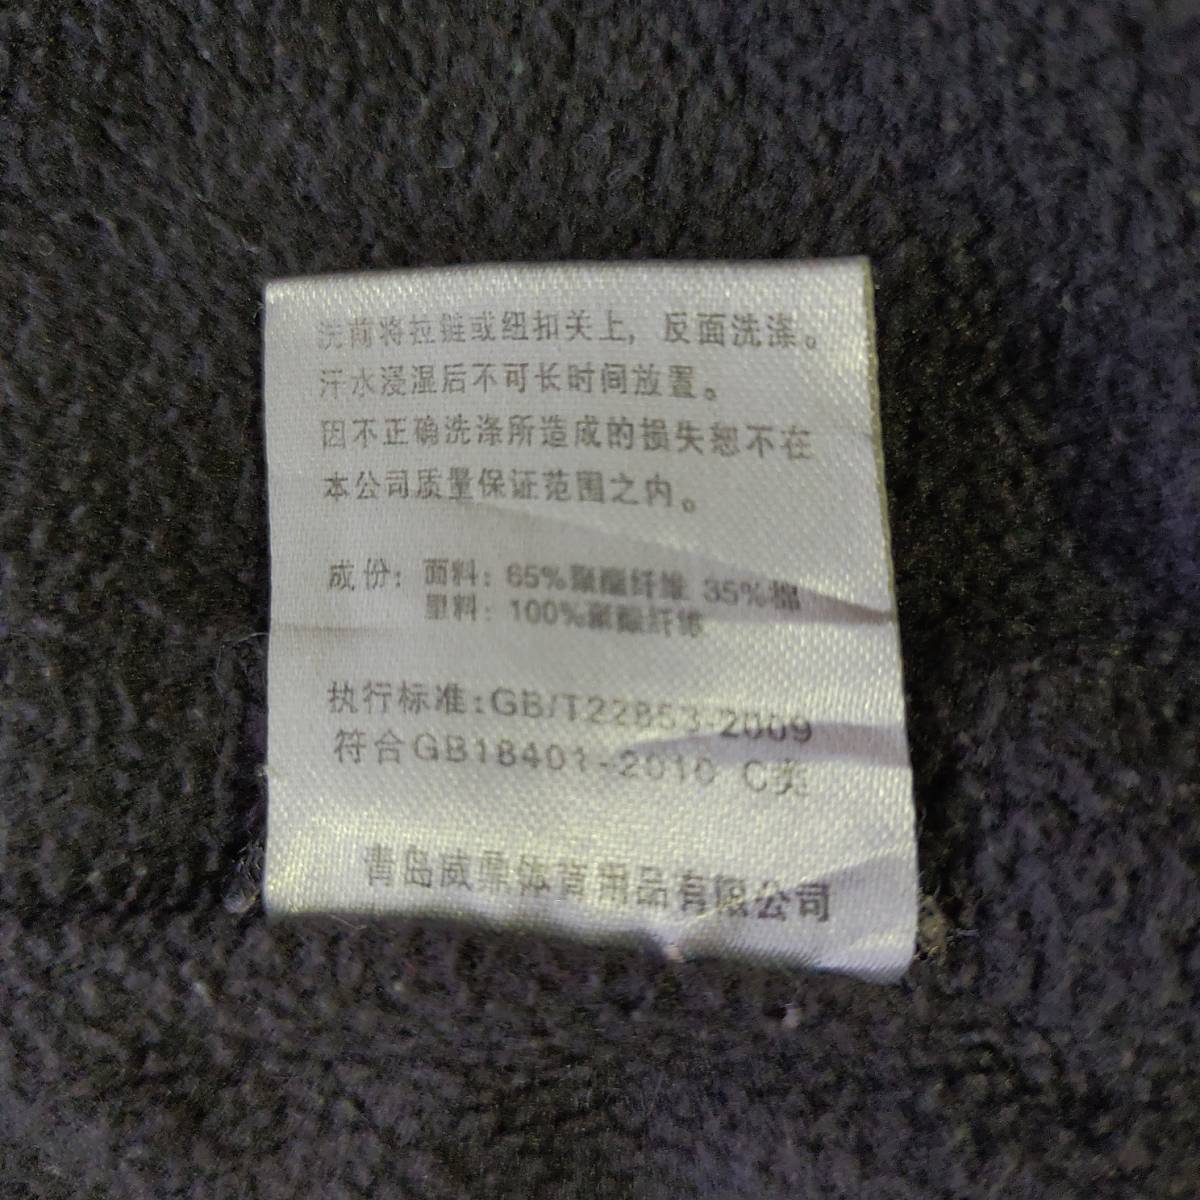 洗前将拉链或纽扣关上，反面洗涤。
汗水浸湿后不可长时间放置。
因不正确洗涤所造成的损失恕不在
本公司质量保证范围之内。
成份：面料：65%聚酯纤维 35%棉
里料：100%聚酯纤维
执行标准:GB/T22853-2009
符合GB18401-2010 C类
青岛威鼎体育用品有限公司